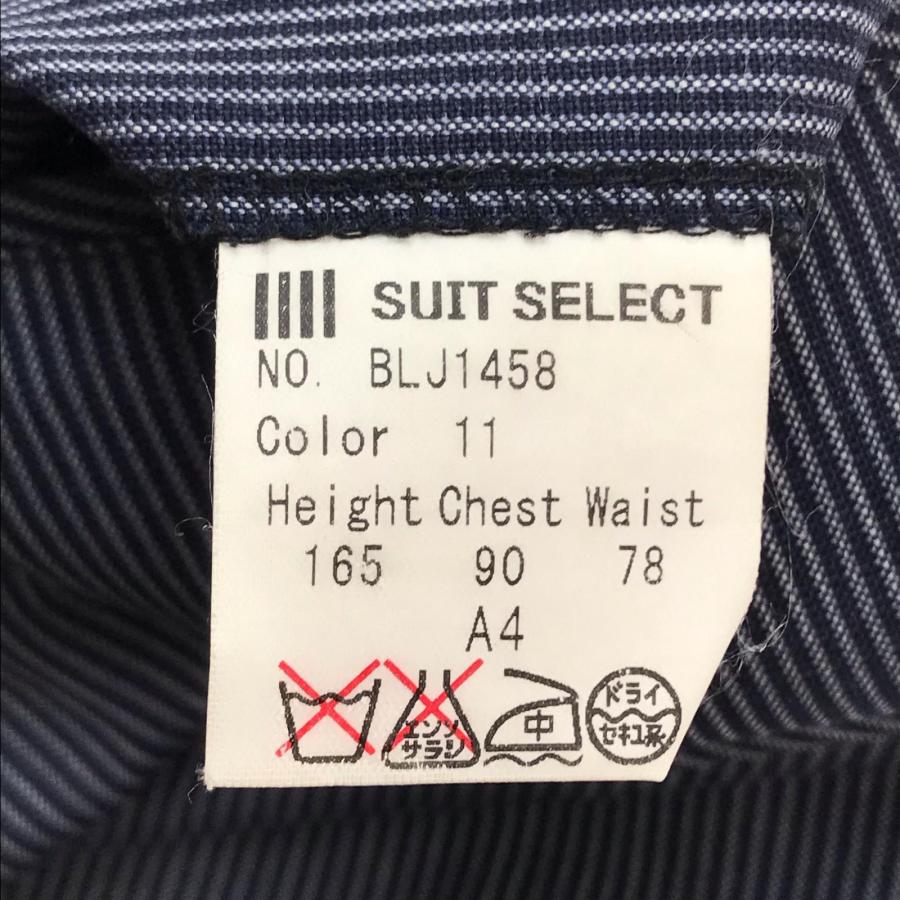 SUIT SELECT
NO. BLJ1458
Color 11
Height Chest Waist
165 90 78
A4
エンソ
サラシ
中
ドライ
セキユ系